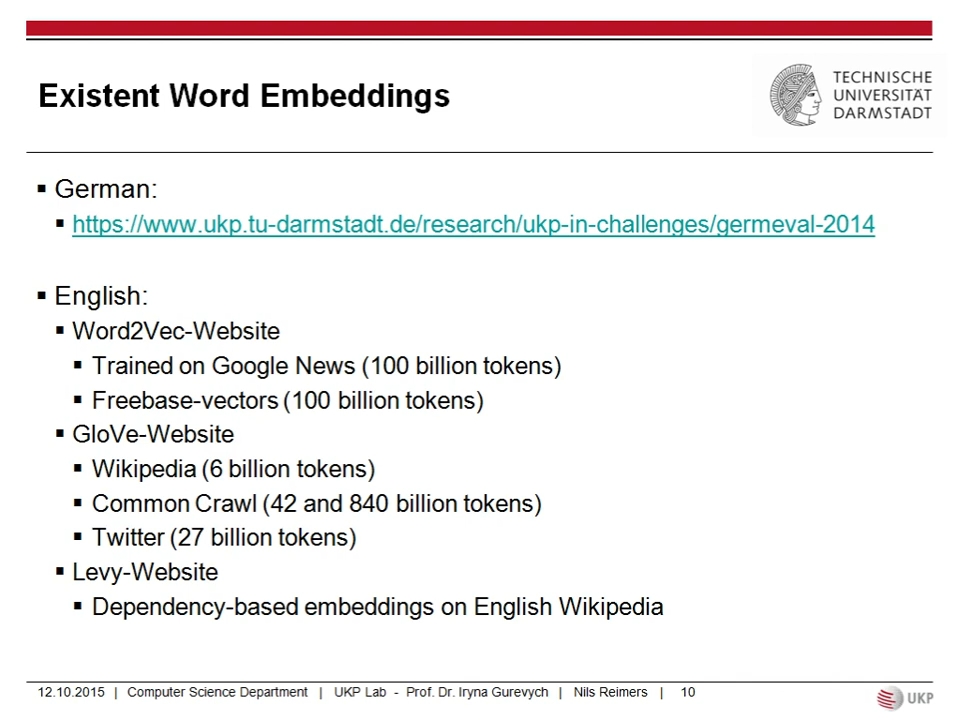 Existent Word Embeddings
TECHNISCHE
UNIVERSITÄT
DARMSTADT
▪ German:
▪ https://www.ukp.tu-darmstadt.de/research/ukp-in-challenges/germeval-2014
▪ English:
▪ Word2Vec-Website
▪ Trained on Google News (100 billion tokens)
▪ Freebase-vectors (100 billion tokens)
▪ GloVe-Website
▪ Wikipedia (6 billion tokens)
▪ Common Crawl (42 and 840 billion tokens)
▪ Twitter (27 billion tokens)
▪ Levy-Website
▪ Dependency-based embeddings on English Wikipedia
12.10.2015 | Computer Science Department | UKP Lab - Prof. Dr. Iryna Gurevych | Nils Reimers | 10
UKP